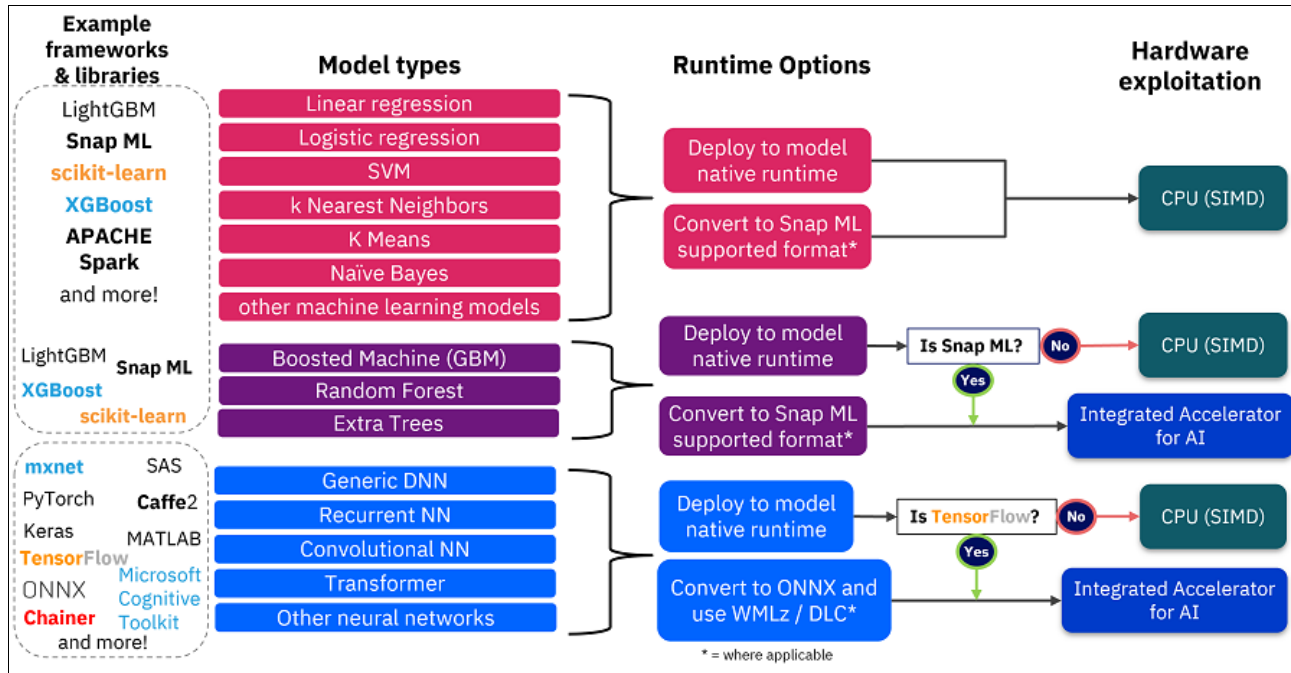 Example
frameworks
& libraries
Model types
Runtime Options
Hardware
exploitation
LightGBM
Snap ML
scikit-learn
XGBoost
APACHE
Spark
and more!
Linear regression
Logistic regression
SVM
k Nearest Neighbors
K Means
Naïve Bayes
other machine learning models
Deploy to model
native runtime
Convert to Snap ML
supported format*
CPU (SIMD)
LightGBM
Snap ML
XGBoost
scikit-learn
Boosted Machine (GBM)
Random Forest
Extra Trees
Deploy to model
native runtime
Is Snap ML?
No
CPU (SIMD)
Yes
Convert to Snap ML
supported format*
Integrated Accelerator
for AI
mxnet
SAS
PyTorch
Caffe2
Keras
MATLAB
TensorFlow
ONNX
Microsoft
Cognitive
Toolkit
Chainer
and more!
Generic DNN
Recurrent NN
Convolutional NN
Transformer
Other neural networks
Deploy to model
native runtime
Is TensorFlow?
No
CPU (SIMD)
Yes
Convert to ONNX and
use WMLz / DLC*
Integrated Accelerator
for AI
* = where applicable